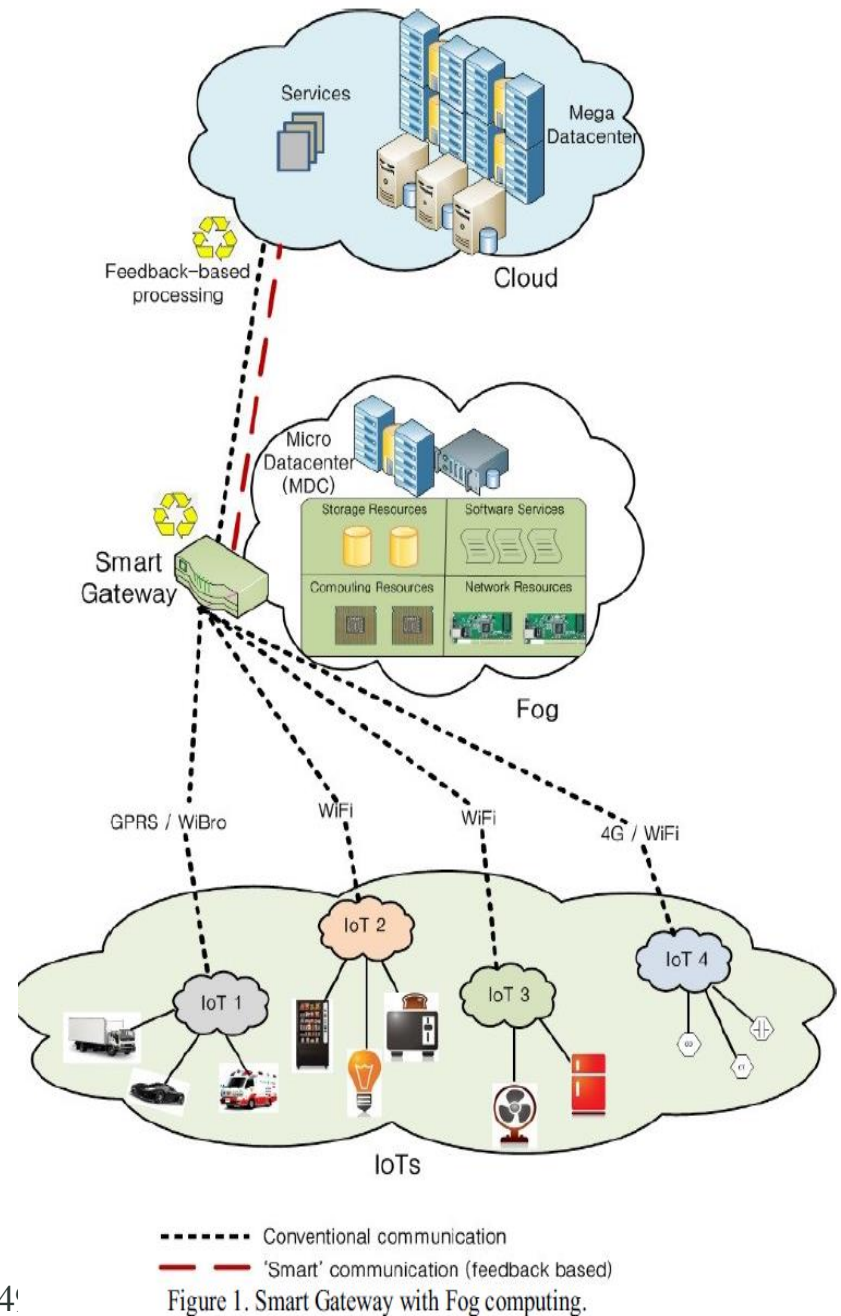 Services
Mega
Datacenter
Feedback-based
processing
Cloud
Micro
Datacenter
(MDC)
Storage Resources
Software Services
Computing Resources
Network Resources
Smart
Gateway
Fog
GPRS / WiBro
WiFi
WiFi
4G / WiFi
IoT 1
IoT 2
IoT 3
IoT 4
ω
σ
IoTs
Conventional communication
'Smart' communication (feedback based)
Figure 1. Smart Gateway with Fog computing.